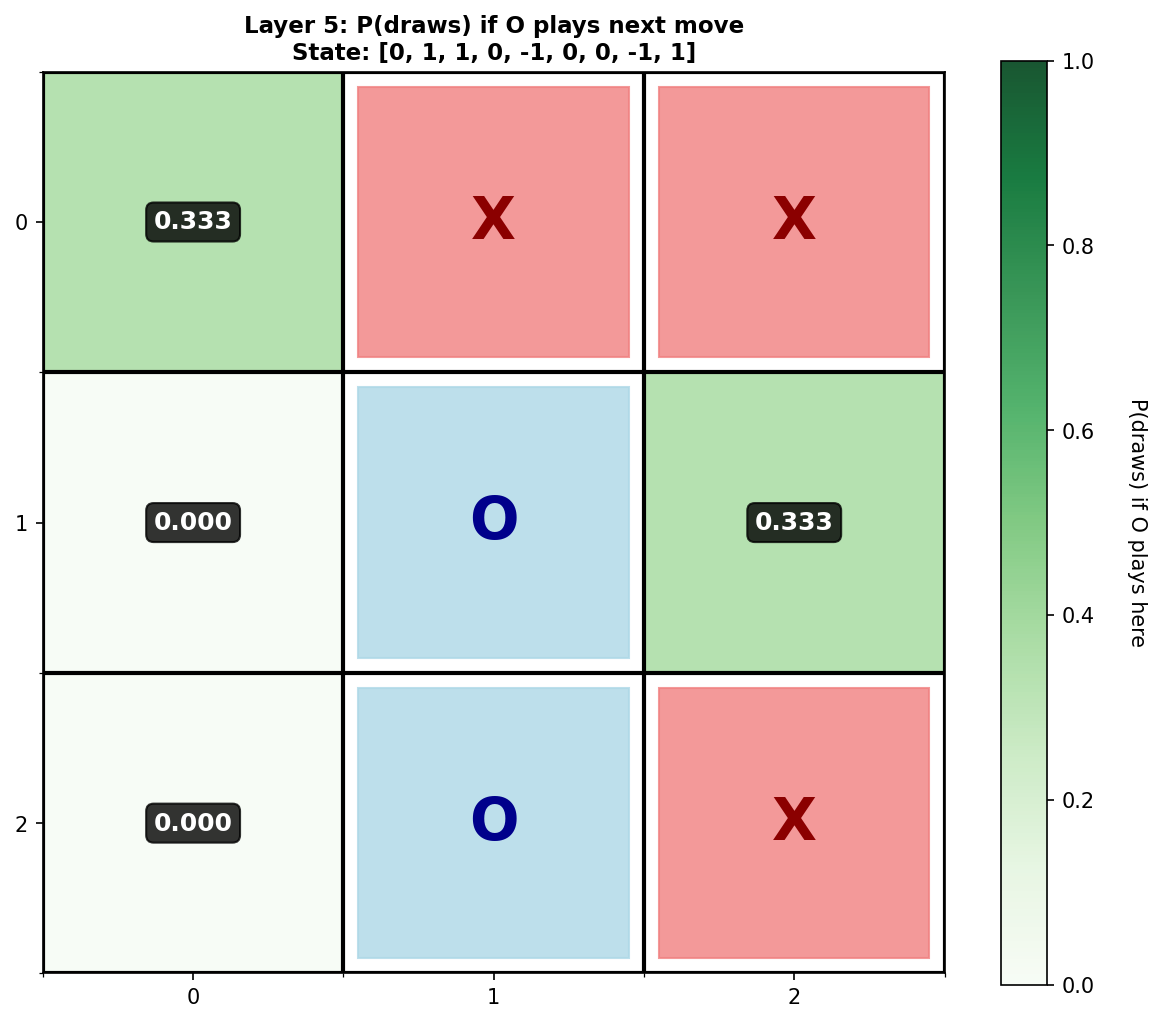 Layer 5: P(draws) if O plays next move
State: [0, 1, 1, 0, -1, 0, 0, -1, 1]
0
0.333
X
X
1
0.000
O
0.333
2
0.000
O
X
0
1
2
1.0
0.8
0.6
0.4
0.2
0.0
P(draws) if O plays here